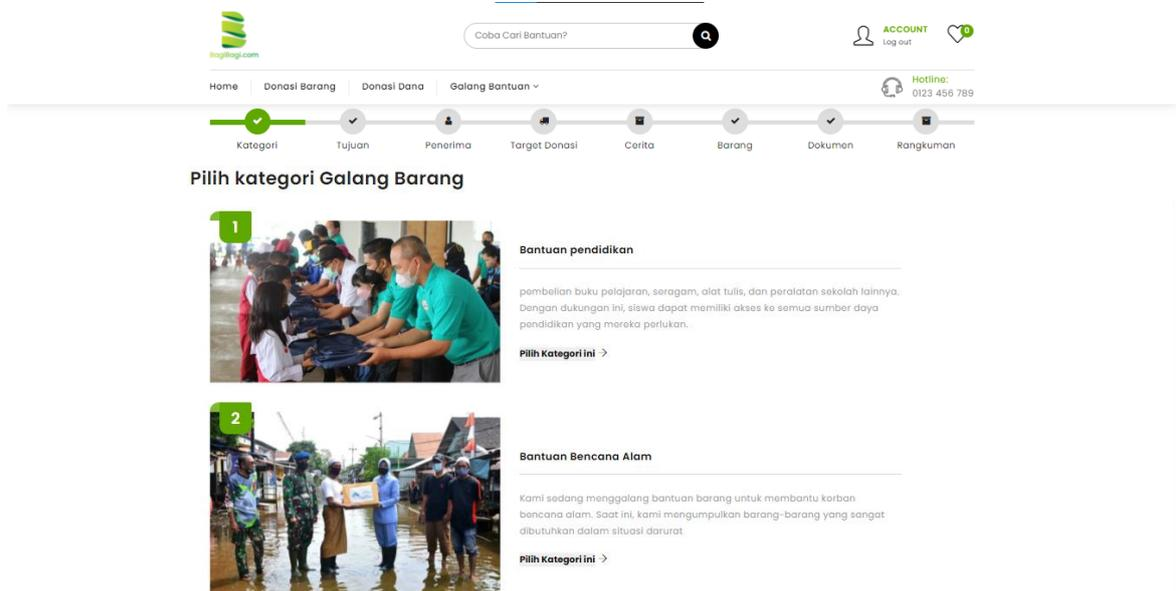 Coba Cari Bantuan?
ACCOUNT
Log out
0
BagiBagi.com
Home Donasi Barang Donasi Dana Galang Bantuan
Hotline:
0123 456 789
Kategori Tujuan Penerima Target Donasi Cerita Barang Dokumen Rangkuman
Pilih kategori Galang Barang
1
Bantuan pendidikan
pembelian buku pelajaran, seragam, alat tulis, dan peralatan sekolah lainnya.
Dengan dukungan ini, siswa dapat memiliki akses ke semua sumber daya
pendidikan yang mereka perlukan.
Pilih Kategori ini →
2
Bantuan Bencana Alam
Kami sedang menggalang bantuan barang untuk membantu korban
bencana alam. Saat ini, kami mengumpulkan barang-barang yang sangat
dibutuhkan dalam situasi darurat
Pilih Kategori ini →